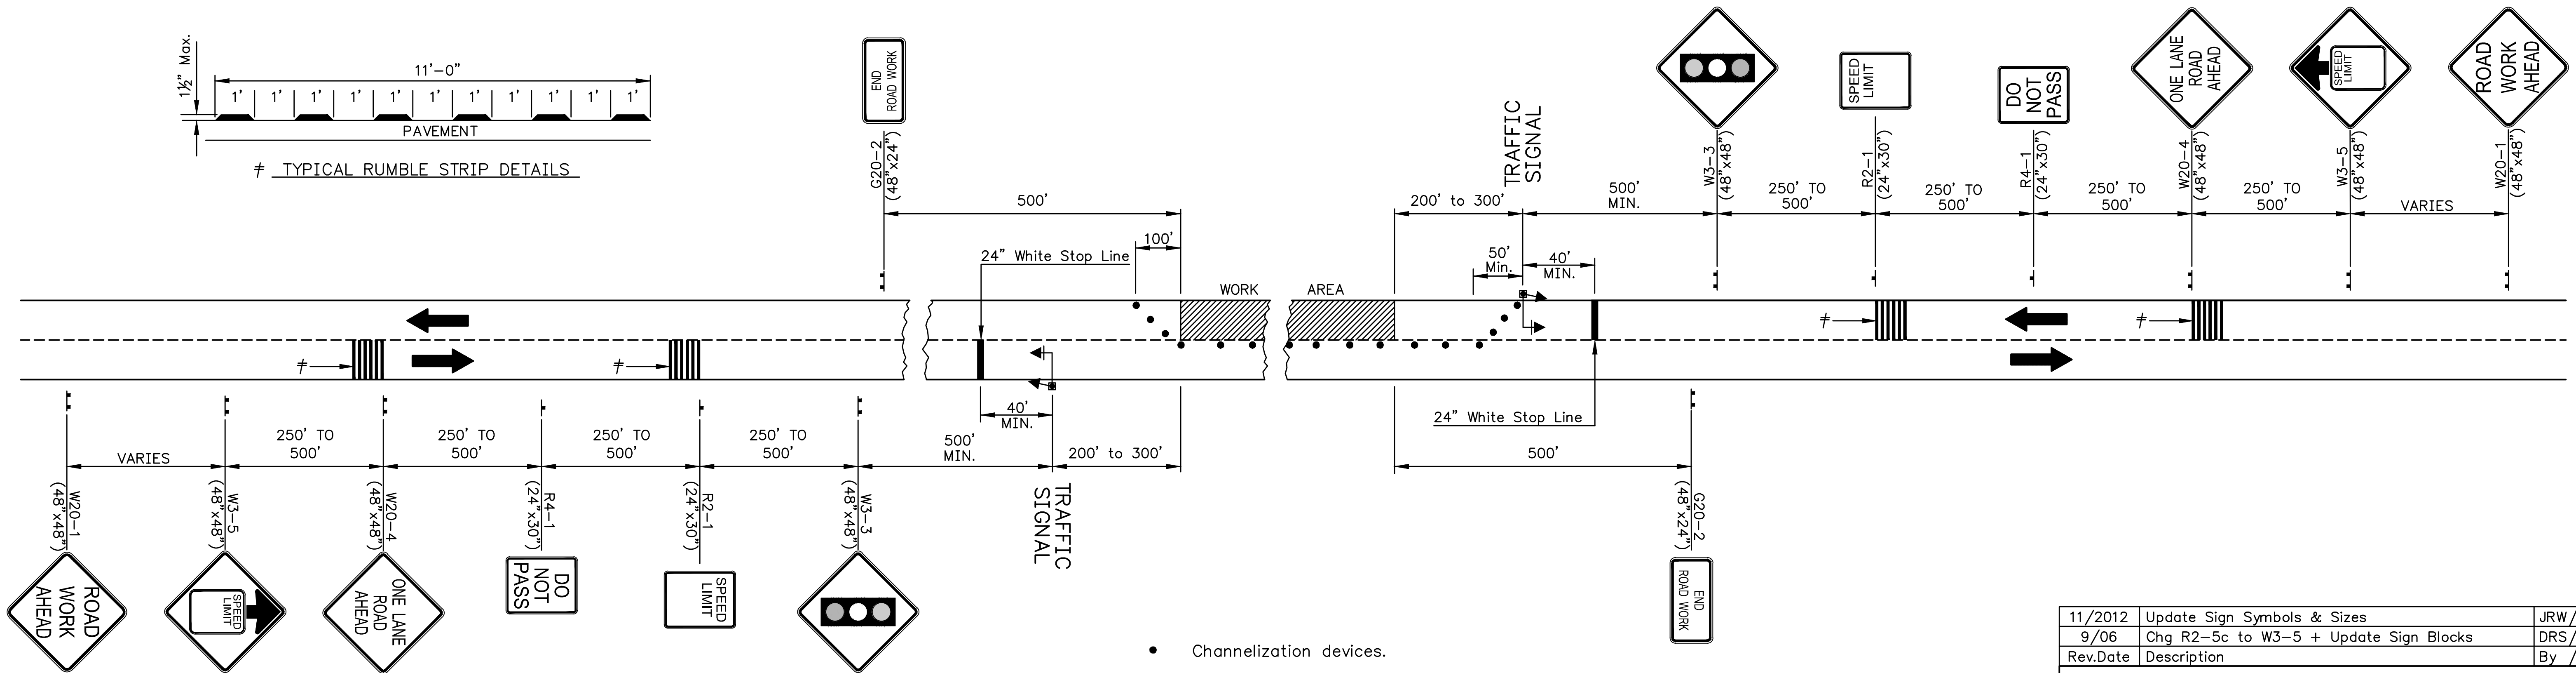 1½" Max.
11'-0"
1' 1' 1' 1' 1' 1' 1' 1' 1' 1' 1'
PAVEMENT
≠ TYPICAL RUMBLE STRIP DETAILS
END
ROAD WORK
G20-2
(48"x24")
500'
100'
24" White Stop Line
WORK AREA
200' to 300'
50'
Min.
40'
MIN.
TRAFFIC
SIGNAL
500'
MIN.
W3-3
(48"x48")
250' TO
500'
SPEED
LIMIT
R2-1
(24"x30")
250' TO
500'
DO
NOT
PASS
R4-1
(24"x30")
250' TO
500'
ONE LANE
ROAD
AHEAD
W20-4
(48"x48")
250' TO
500'
SPEED
LIMIT
W3-5
(48"x48")
VARIES
ROAD
WORK
AHEAD
W20-1
(48"x48")
≠
≠
≠
≠
W20-1
(48"x48")
ROAD
WORK
AHEAD
VARIES
W3-5
(48"x48")
SPEED
LIMIT
250' TO
500'
W20-4
(48"x48")
ONE LANE
ROAD
AHEAD
250' TO
500'
R4-1
(24"x30")
DO
NOT
PASS
250' TO
500'
R2-1
(24"x30")
SPEED
LIMIT
250' TO
500'
W3-3
(48"x48")
500'
MIN.
40'
MIN.
TRAFFIC
SIGNAL
200' to 300'
24" White Stop Line
500'
G20-2
(48"x24")
END
ROAD WORK
• Channelization devices.
11/2012 Update Sign Symbols & Sizes JRW/
9/06 Chg R2-5c to W3-5 + Update Sign Blocks DRS/
Rev.Date Description By /